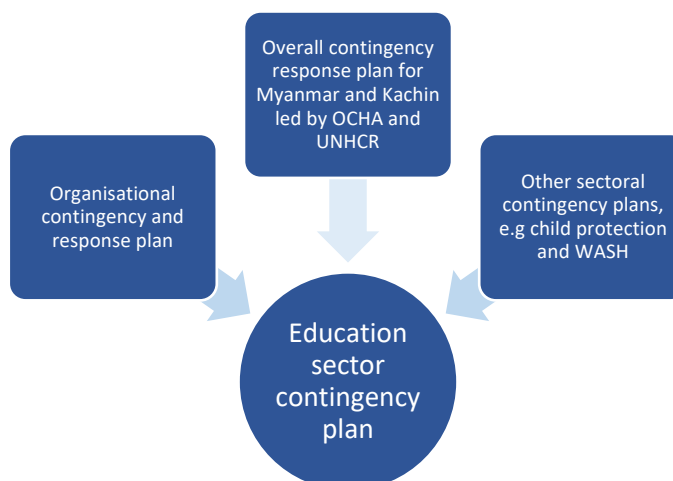 Overall contingency
response plan for
Myanmar and Kachin
led by OCHA and
UNHCR
Organisational
contingency and
response plan
Other sectoral
contingency plans,
e.g child protection
and WASH
Education
sector
contingency
plan